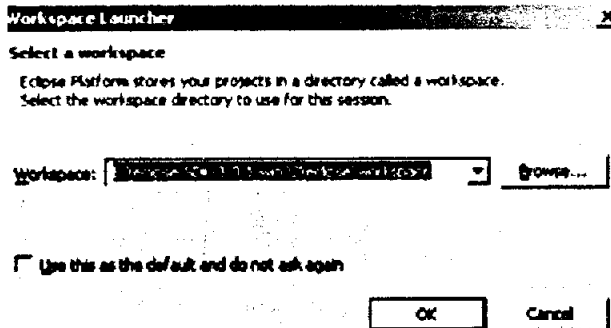 Workspace Launcher
Select a workspace
Eclipse Platform stores your projects in a directory called a workspace.
Select the workspace directory to use for this session.
Workspace:
Browse...
Use this as the default and do not ask again
OK Cancel